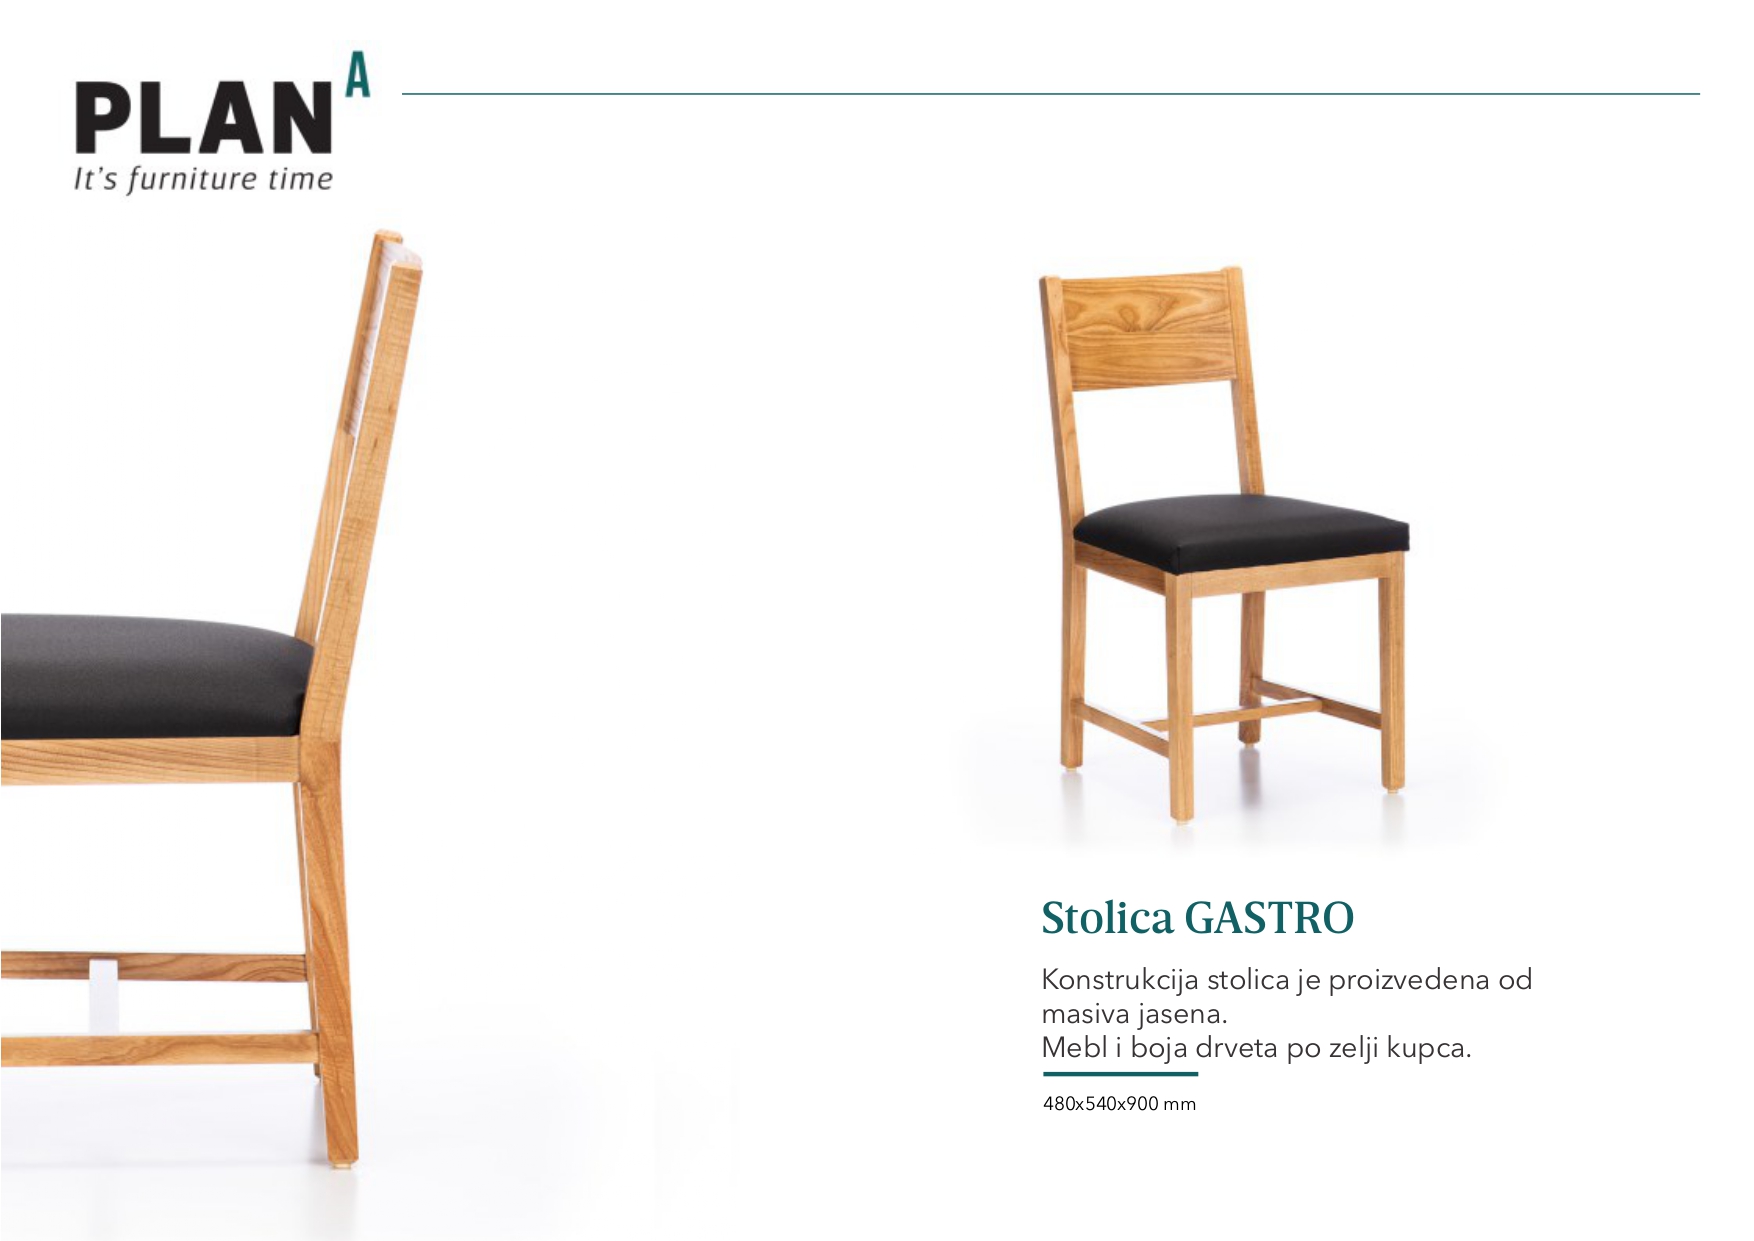 PLAN A
It's furniture time
Stolica GASTRO
Konstrukcija stolica je proizvedena od
masiva jasena.
Mebl i boja drveta po zelji kupca.
480x540x900 mm